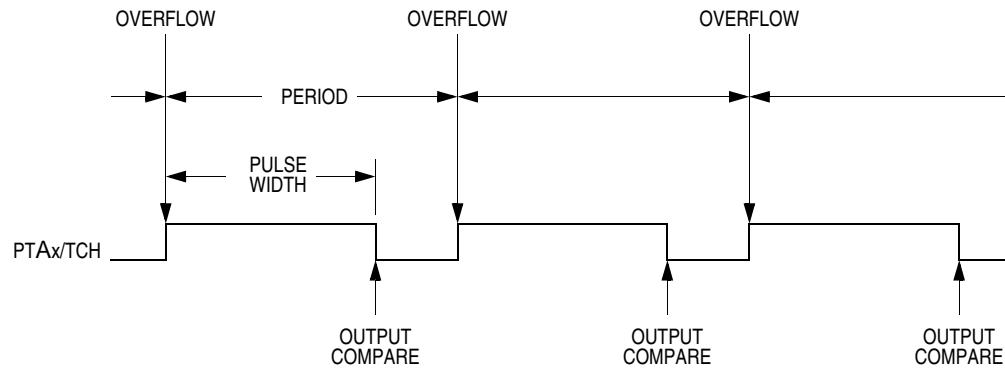 OVERFLOW
OVERFLOW
OVERFLOW
PERIOD
PULSE
WIDTH
PTAx/TCH
OUTPUT
COMPARE
OUTPUT
COMPARE
OUTPUT
COMPARE